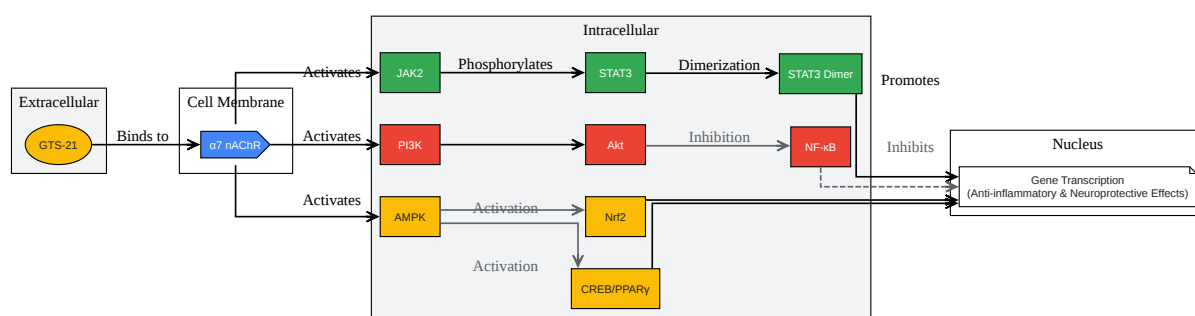 Intracellular
Activates
JAK2
Phosphorylates
STAT3
Dimerization
STAT3 Dimer
Promotes
Extracellular
Cell Membrane
GTS-21
Binds to
α7 nAChR
Activates
PI3K
Akt
Inhibition
NF-κB
Inhibits
Nucleus
Gene Transcription
(Anti-inflammatory & Neuroprotective Effects)
Activates
AMPK
Activation
Nrf2
Activation
CREB/PPARγ